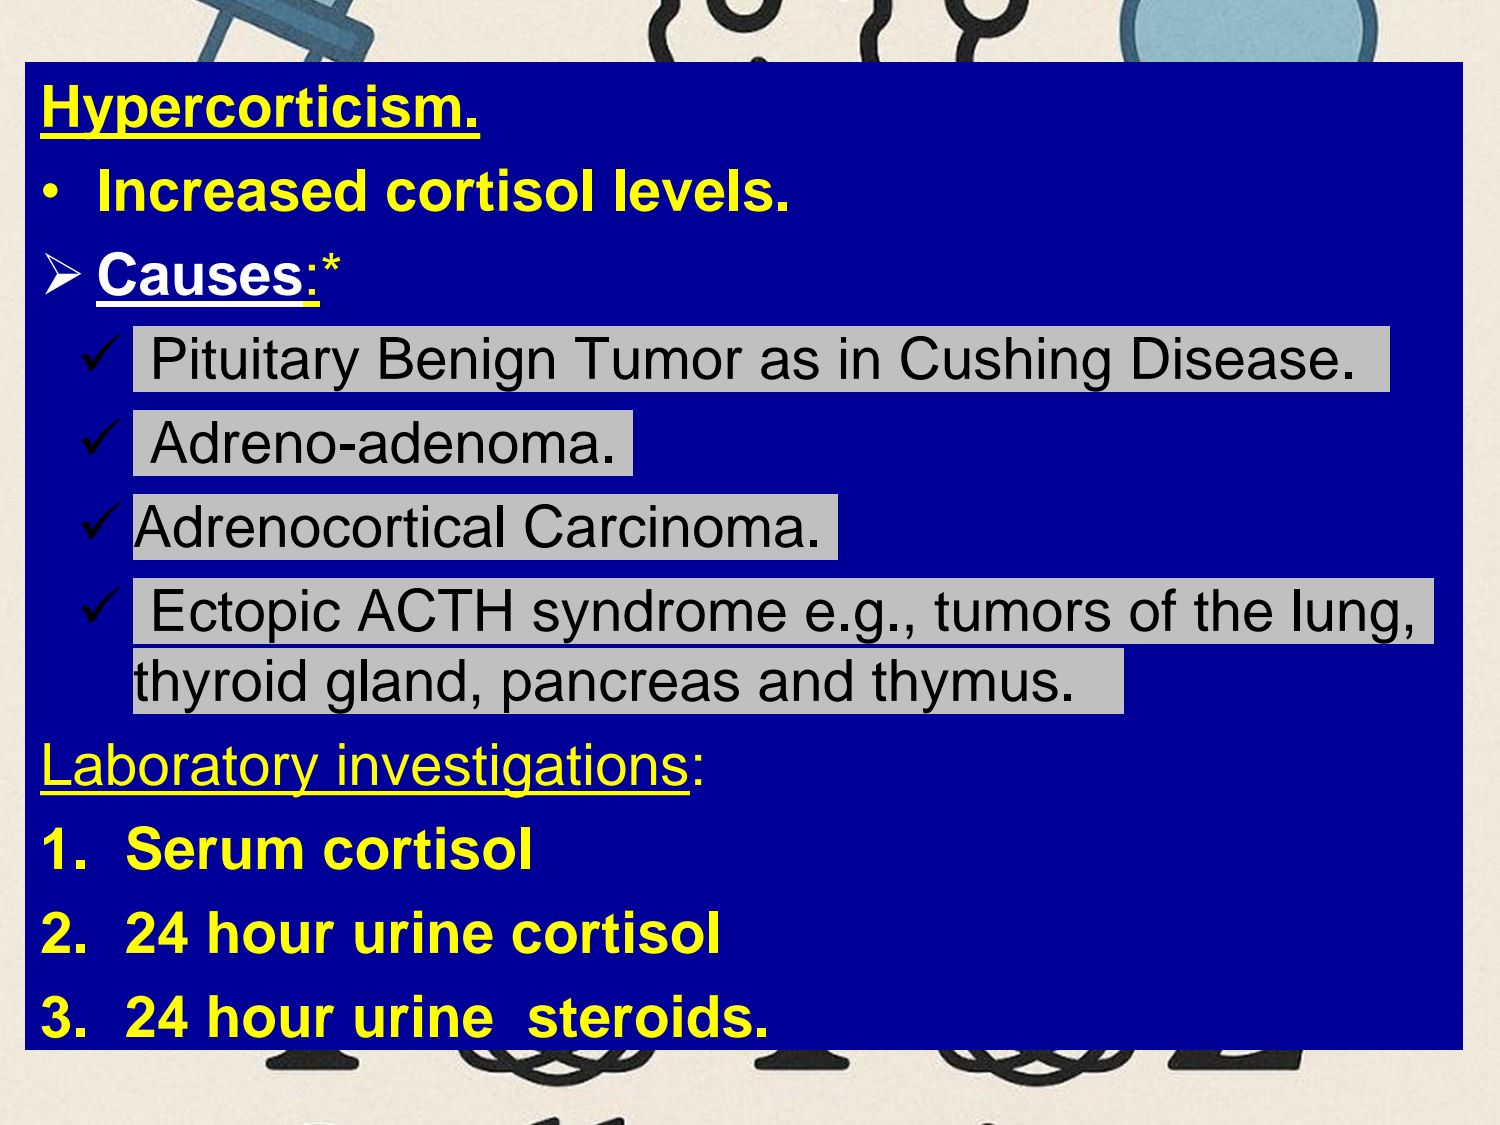 Hypercorticism.
• Increased cortisol levels.
➢ Causes:*
✓ Pituitary Benign Tumor as in Cushing Disease.
✓ Adreno-adenoma.
✓ Adrenocortical Carcinoma.
✓ Ectopic ACTH syndrome e.g., tumors of the lung,
thyroid gland, pancreas and thymus.
Laboratory investigations:
1. Serum cortisol
2. 24 hour urine cortisol
3. 24 hour urine  steroids.